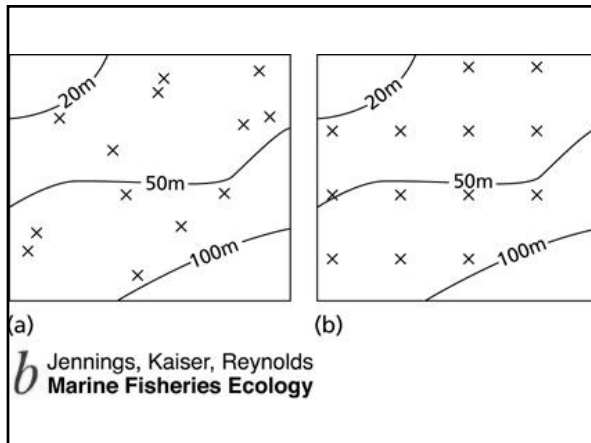 20m
50m
100m
20m
50m
100m
(a)
(b)
b Jennings, Kaiser, Reynolds
Marine Fisheries Ecology